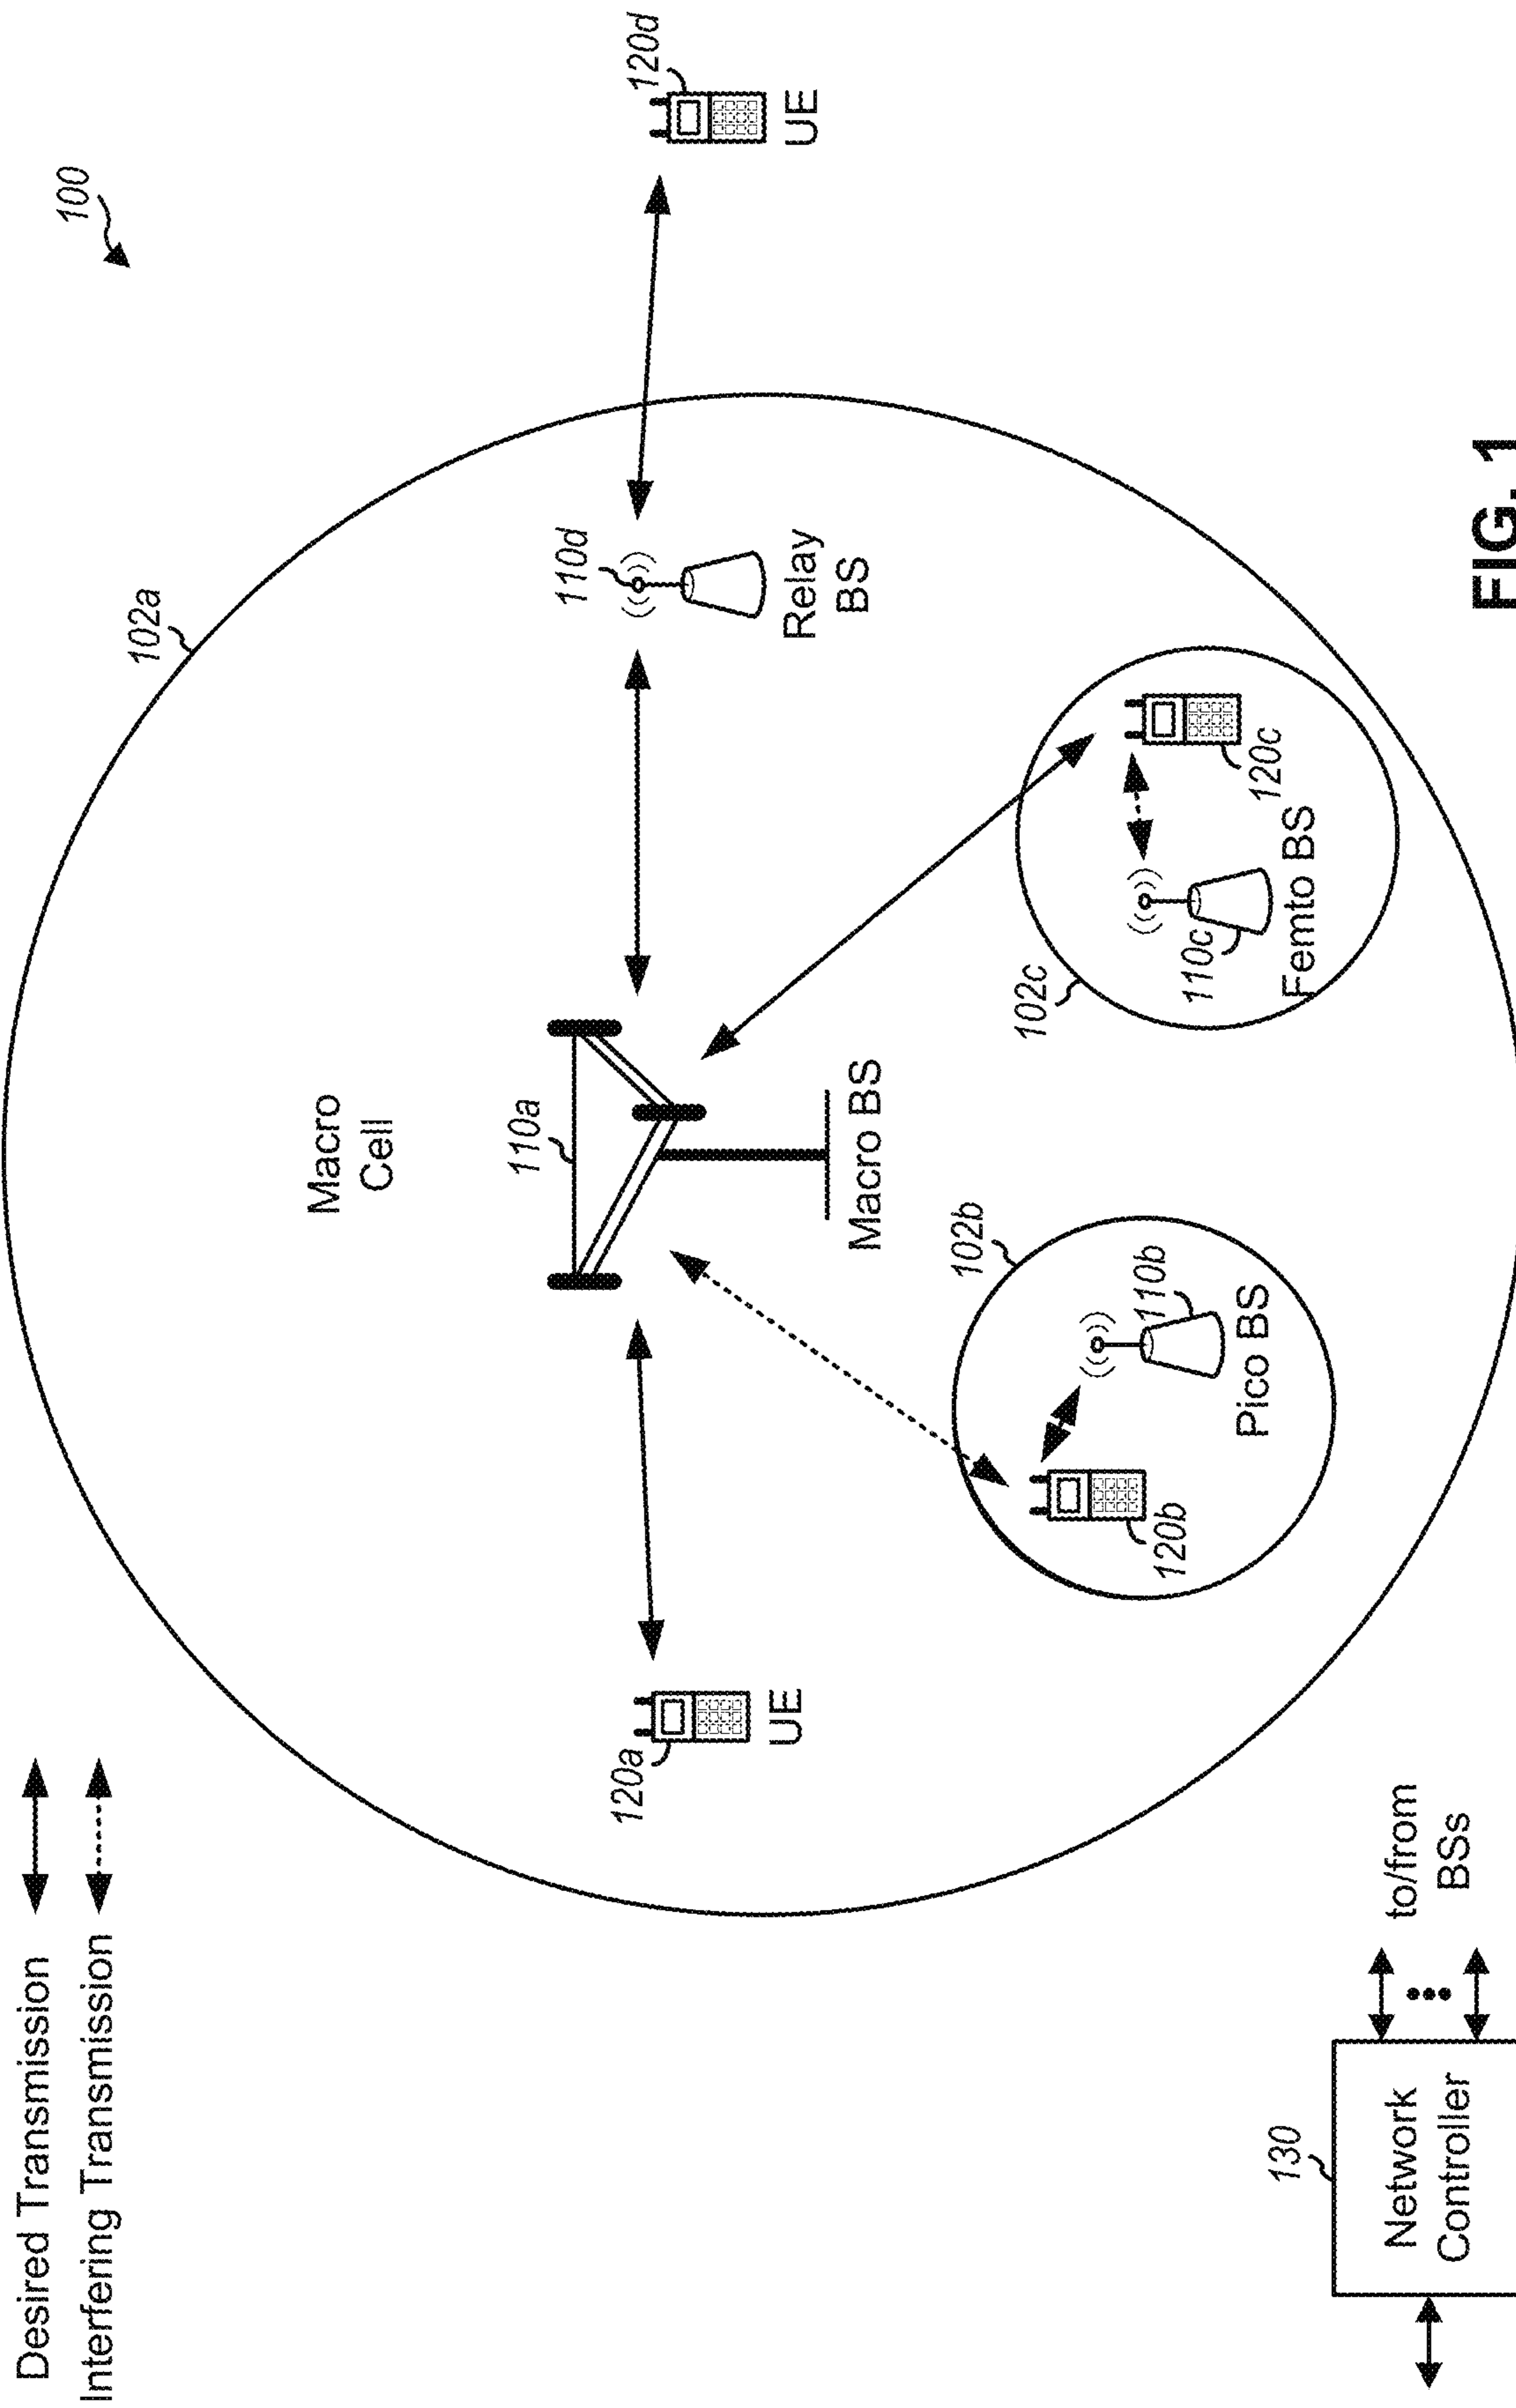 Desired Transmission
Interfering Transmission
100
102a
Macro
Cell
110a
Macro BS
110d
Relay
BS
120d
UE
120a
UE
102b
110b
Pico BS
120b
102c
110c
Femto BS
120c
130
Network
Controller
to/from
BSs
FIG. 1